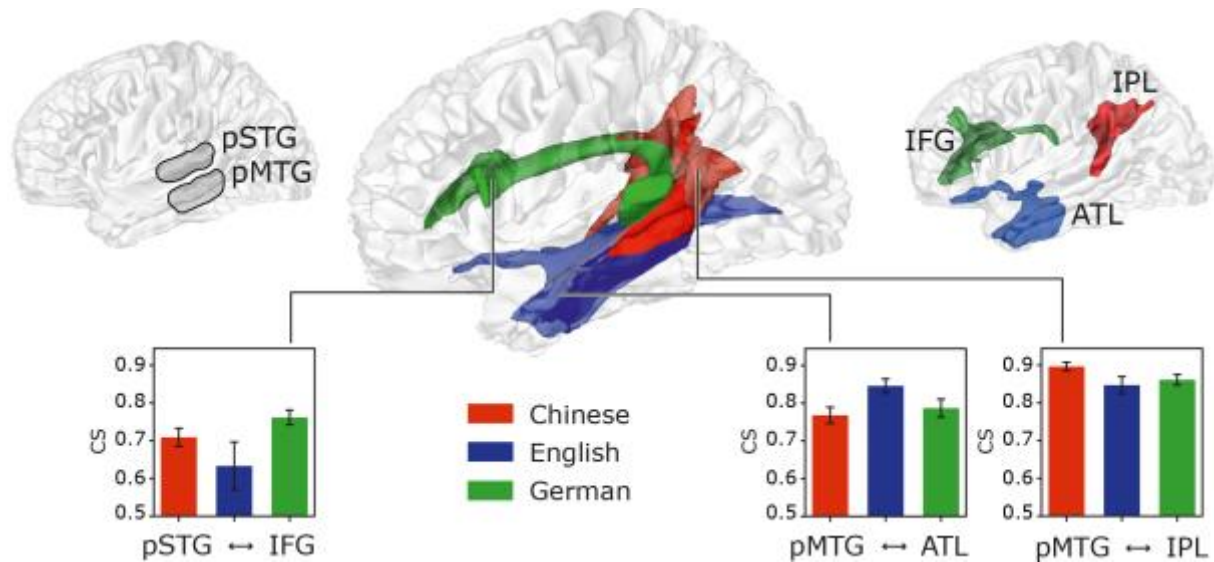 pSTG
pMTG
IPL
IFG
ATL
0.9
0.8
0.7
0.6
0.5
CS
pSTG ↔ IFG
Chinese
English
German
0.9
0.8
0.7
0.6
0.5
CS
pMTG ↔ ATL
0.9
0.8
0.7
0.6
0.5
CS
pMTG ↔ IPL